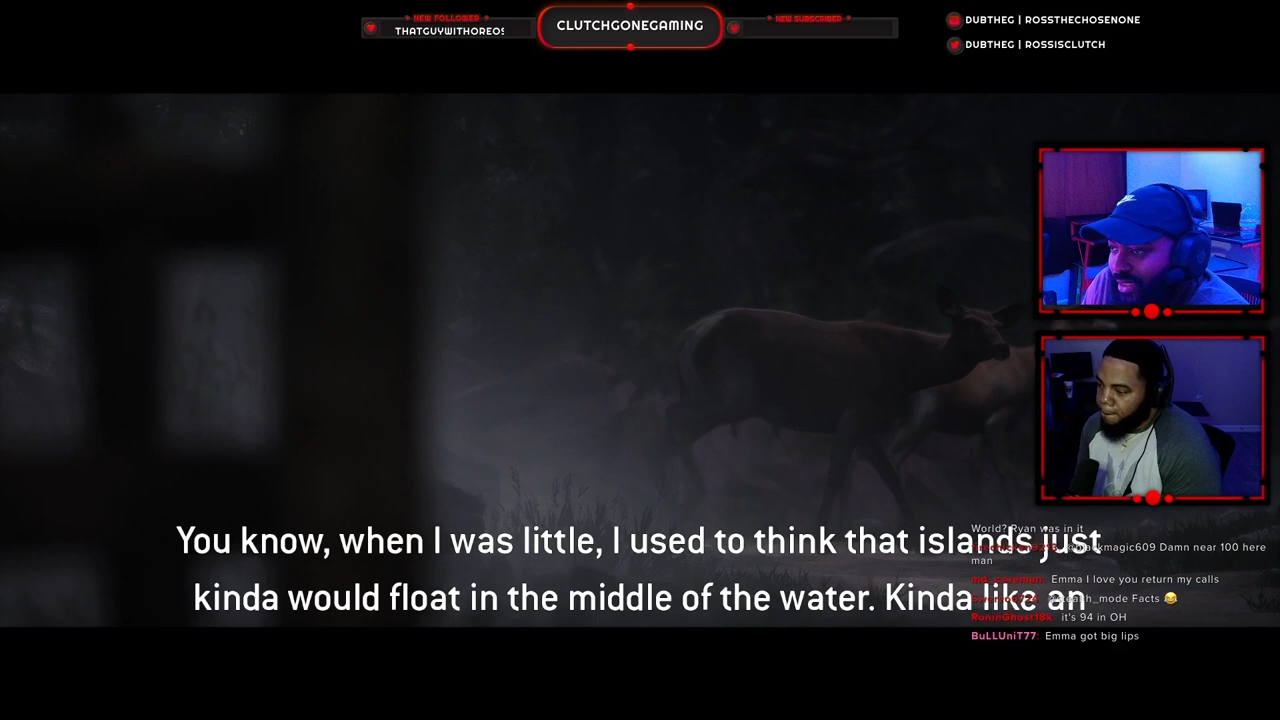 NEW FOLLOWER
THATGUYWITHOREOS
CLUTCHGONEGAMING
NEW SUBSCRIBER
DUBTHEG | ROSSTHECHOSENONE
DUBTHEG | ROSSISCLUTCH
You know, when I was little, I used to think that islands just
kinda would float in the middle of the water. Kinda like an
World? Ryan was in it
Damn near 100 here
man
Emma I love you return my calls
Facts 😂
RoninGhost18k: it's 94 in OH
BuLLUniT77: Emma got big lips